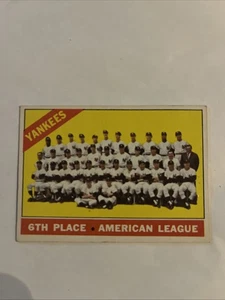 YANKEES
6TH PLACE • AMERICAN LEAGUE